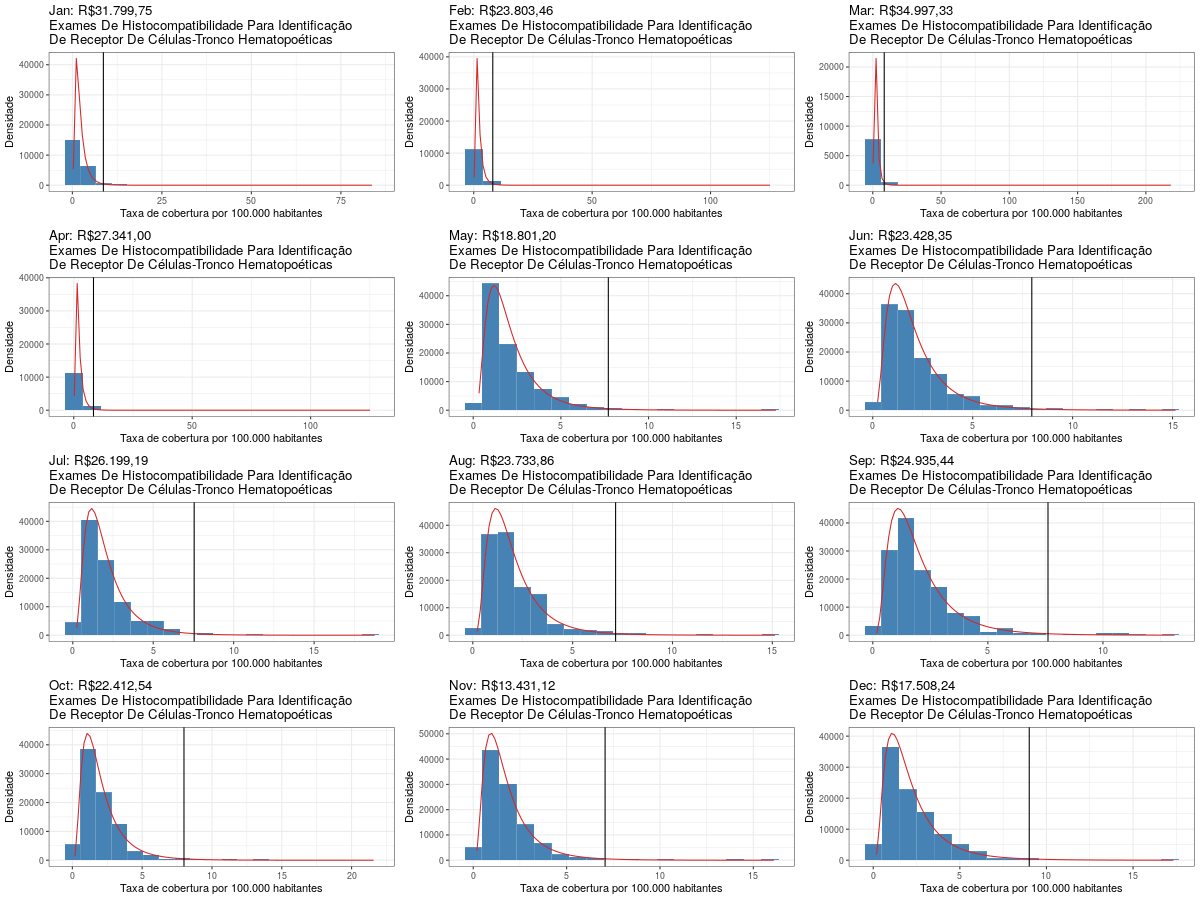 Jan: R$31.799,75
Exames De Histocompatibilidade Para Identificação
De Receptor De Células-Tronco Hematopoéticas
Densidade
40000
30000
20000
10000
0
0 25 50 75
Taxa de cobertura por 100.000 habitantes
Feb: R$23.803,46
Exames De Histocompatibilidade Para Identificação
De Receptor De Células-Tronco Hematopoéticas
Densidade
40000
30000
20000
10000
0
0 50 100
Taxa de cobertura por 100.000 habitantes
Mar: R$34.997,33
Exames De Histocompatibilidade Para Identificação
De Receptor De Células-Tronco Hematopoéticas
Densidade
20000
15000
10000
5000
0
0 50 100 150 200
Taxa de cobertura por 100.000 habitantes
Apr: R$27.341,00
Exames De Histocompatibilidade Para Identificação
De Receptor De Células-Tronco Hematopoéticas
Densidade
40000
30000
20000
10000
0
0 50 100
Taxa de cobertura por 100.000 habitantes
May: R$18.801,20
Exames De Histocompatibilidade Para Identificação
De Receptor De Células-Tronco Hematopoéticas
Densidade
40000
30000
20000
10000
0
0 5 10 15
Taxa de cobertura por 100.000 habitantes
Jun: R$23.428,35
Exames De Histocompatibilidade Para Identificação
De Receptor De Células-Tronco Hematopoéticas
Densidade
40000
30000
20000
10000
0
0 5 10 15
Taxa de cobertura por 100.000 habitantes
Jul: R$26.199,19
Exames De Histocompatibilidade Para Identificação
De Receptor De Células-Tronco Hematopoéticas
Densidade
40000
30000
20000
10000
0
0 5 10 15
Taxa de cobertura por 100.000 habitantes
Aug: R$23.733,86
Exames De Histocompatibilidade Para Identificação
De Receptor De Células-Tronco Hematopoéticas
Densidade
40000
30000
20000
10000
0
0 5 10 15
Taxa de cobertura por 100.000 habitantes
Sep: R$24.935,44
Exames De Histocompatibilidade Para Identificação
De Receptor De Células-Tronco Hematopoéticas
Densidade
40000
30000
20000
10000
0
0 5 10
Taxa de cobertura por 100.000 habitantes
Oct: R$22.412,54
Exames De Histocompatibilidade Para Identificação
De Receptor De Células-Tronco Hematopoéticas
Densidade
40000
30000
20000
10000
0
0 5 10 15 20
Taxa de cobertura por 100.000 habitantes
Nov: R$13.431,12
Exames De Histocompatibilidade Para Identificação
De Receptor De Células-Tronco Hematopoéticas
Densidade
50000
40000
30000
20000
10000
0
0 5 10 15
Taxa de cobertura por 100.000 habitantes
Dec: R$17.508,24
Exames De Histocompatibilidade Para Identificação
De Receptor De Células-Tronco Hematopoéticas
Densidade
40000
30000
20000
10000
0
0 5 10 15
Taxa de cobertura por 100.000 habitantes